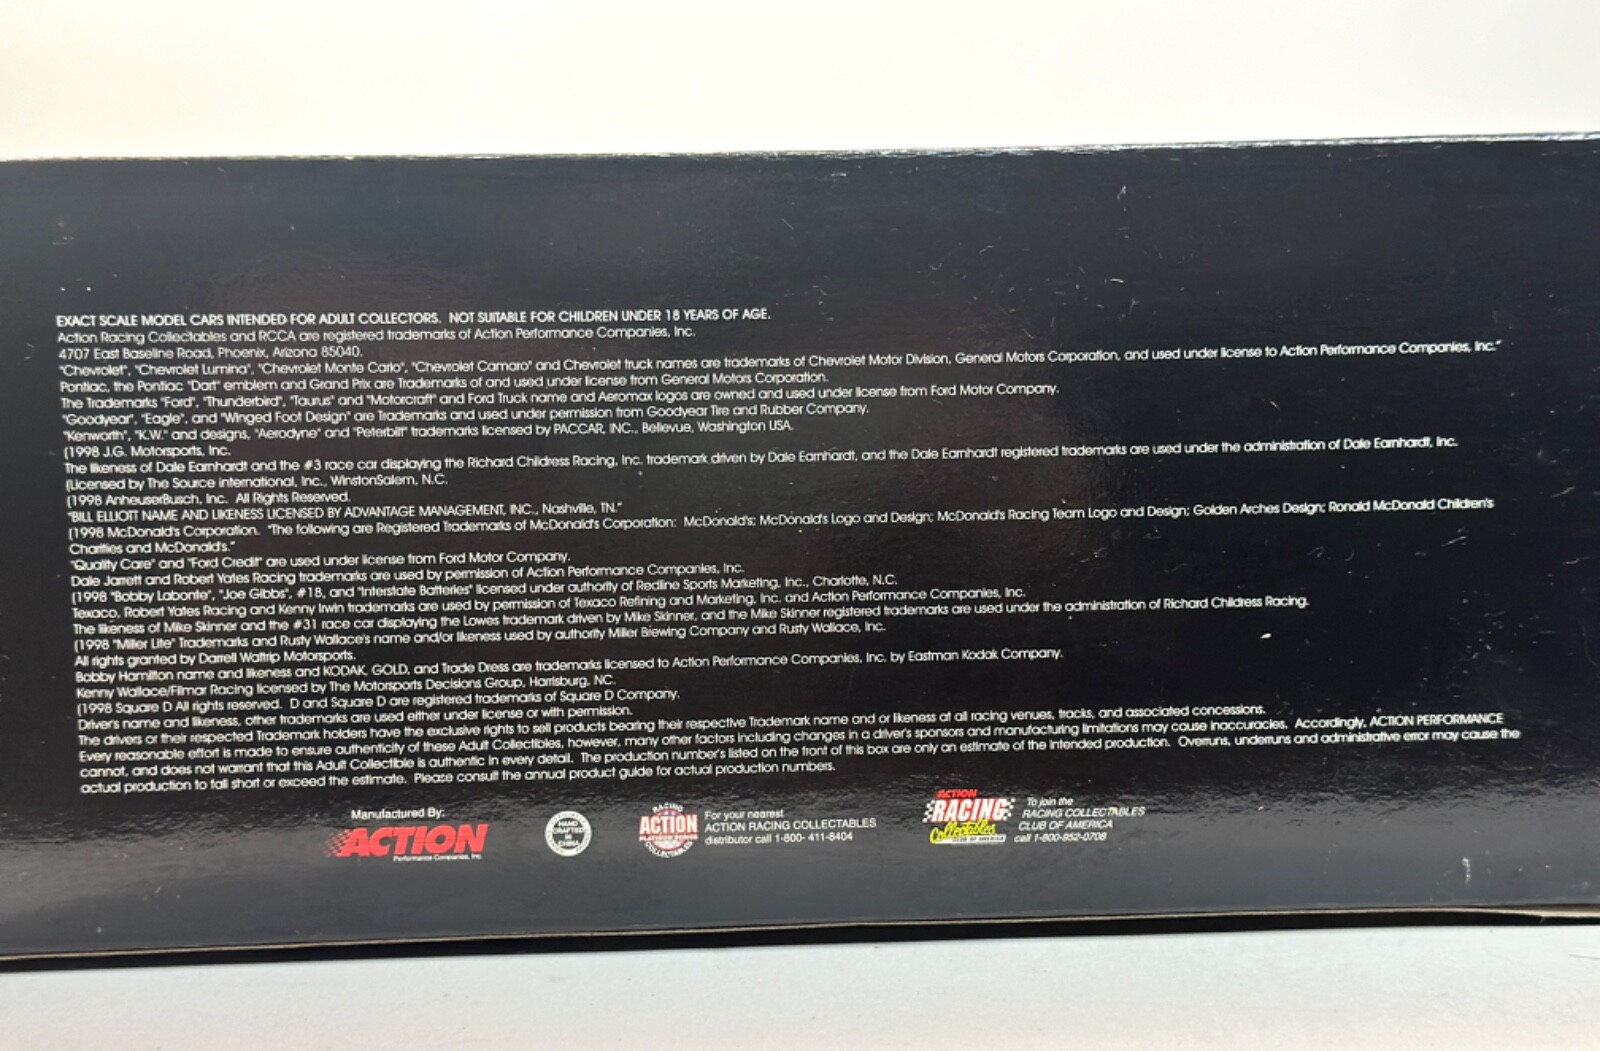 EXACT SCALE MODEL CARS INTENDED FOR ADULT COLLECTORS. NOT SUITABLE FOR CHILDREN UNDER 18 YEARS OF AGE.
Action Racing Collectables and RCCA are registered trademarks of Action Performance Companies, Inc.
4707 East Baseline Road, Phoenix, Arizona 85040.
"Chevrolet", "Chevrolet Lumina", "Chevrolet Monte Carlo", "Chevrolet Camaro" and Chevrolet truck names are trademarks of Chevrolet Motor Division, General Motors Corporation, and used under license to Action Performance Companies, Inc."
Pontiac, the Pontiac "Dart" emblem and Grand Prix are Trademarks of and used under license from General Motors Corporation.
The Trademarks "Ford", "Thunderbird", "Taurus" and "Motorcraft" and Ford Truck name and Aeromax logos are owned and used under license from Ford Motor Company.
"Goodyear", "Eagle", and "Winged Foot Design" are Trademarks and used under permission from Goodyear Tire and Rubber Company.
"Kenworth", "K.W." and designs, "Aerodyne" and "Peterbilt" trademarks licensed by PACCAR, INC., Bellevue, Washington USA.
(1998 J.G. Motorsports, Inc.
The likeness of Dale Earnhardt and the #3 race car displaying the Richard Childress Racing, Inc. trademark driven by Dale Earnhardt, and the Dale Earnhardt registered trademarks are used under the administration of Dale Earnhardt, Inc.
(Licensed by The Source international, Inc., WinstonSalem, N.C.
(1998 AnheuserBusch, Inc. All Rights Reserved.
"BILL ELLIOTT NAME AND LIKENESS LICENSED BY ADVANTAGE MANAGEMENT, INC., Nashville, TN."
(1998 McDonald's Corporation. "The following are Registered Trademarks of McDonald's Corporation: McDonald's; McDonald's Logo and Design; McDonald's Racing Team Logo and Design; Golden Arches Design; Ronald McDonald Children's
Charities and McDonald's."
"Quality Care" and "Ford Credit" are used under license from Ford Motor Company.
Dale Jarrett and Robert Yates Racing trademarks are used by permission of Action Performance Companies, Inc.
(1998 "Bobby Labonte", "Joe Gibbs", #18, and "Interstate Batteries" licensed under authority of Redline Sports Marketing, Inc., Charlotte, N.C.
Texaco, Robert Yates Racing and Kenny Irwin trademarks are used by permission of Texaco Refining and Marketing, Inc. and Action Performance Companies, Inc.
The likeness of Mike Skinner and the #31 race car displaying the Lowes trademark driven by Mike Skinner, and the Mike Skinner registered trademarks are used under the administration of Richard Childress Racing.
(1998 "Miller Lite" Trademarks and Rusty Wallace's name and/or likeness used by authority Miller Brewing Company and Rusty Wallace, Inc.
All rights granted by Darrell Waltrip Motorsports.
Bobby Hamilton name and likeness and KODAK, GOLD, and Trade Dress are trademarks licensed to Action Performance Companies, Inc. by Eastman Kodak Company.
Kenny Wallace/Filmar Racing licensed by The Motorsports Decisions Group, Harrisburg, NC.
(1998 Square D All rights reserved. D and Square D are registered trademarks of Square D Company.
Driver's name and likeness, other trademarks are used either under license or with permission.
The drivers or their respected Trademark holders have the exclusive rights to sell products bearing their respective Trademark name and or likeness at all racing venues, tracks, and associated concessions.
Every reasonable effort is made to ensure authenticity of these Adult Collectibles, however, many other factors including changes in a driver's sponsors and manufacturing limitations may cause inaccuracies. Accordingly, ACTION PERFORMANCE
cannot, and does not warrant that this Adult Collectible is authentic in every detail. The production number's listed on the front of this box are only an estimate of the intended production. Overruns, underruns and administrative error may cause the
actual production to fall short or exceed the estimate. Please consult the annual product guide for actual production numbers.
Manufactured By:
ACTION
Performance Companies, Inc.
HAND
CRAFTED
IN
CHINA
RACING
ACTION
PLATINUM SERIES
COLLECTABLES
For your nearest
ACTION RACING COLLECTABLES
distributor call 1-800- 411-8404
ACTION
RACING
Collectables
CLUB OF AMERICA
To join the
RACING COLLECTABLES
CLUB OF AMERICA
call 1-800-952-0708